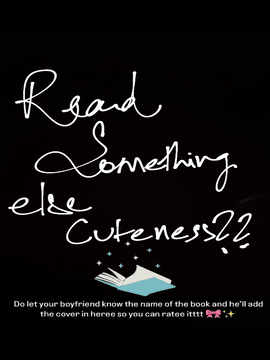 Read
Something
else
Cuteness??
Do let your boyfriend know the name of the book and he'll add
the cover in heree so you can ratee itttt 🎀✨